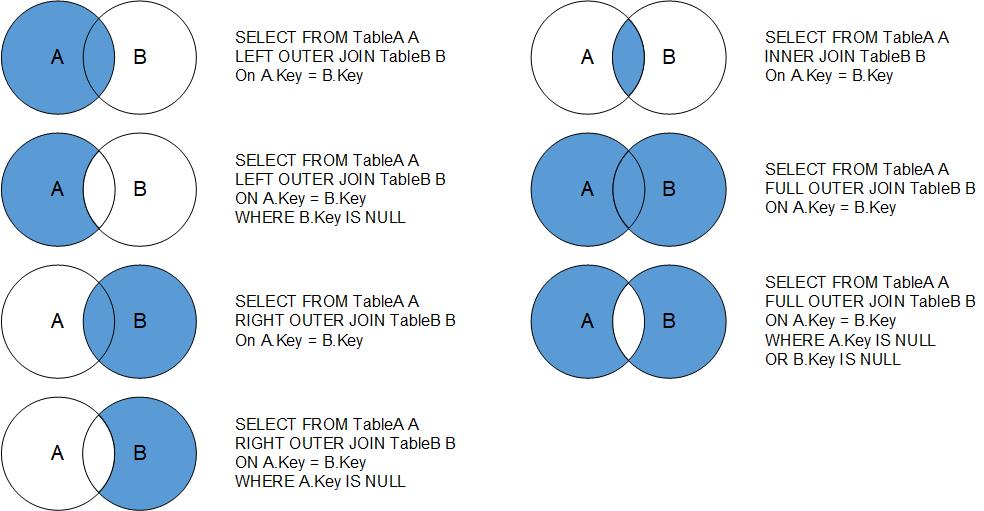 A B
SELECT FROM TableA A
LEFT OUTER JOIN TableB B
On A.Key = B.Key
A B
SELECT FROM TableA A
LEFT OUTER JOIN TableB B
ON A.Key = B.Key
WHERE B.Key IS NULL
A B
SELECT FROM TableA A
RIGHT OUTER JOIN TableB B
On A.Key = B.Key
A B
SELECT FROM TableA A
RIGHT OUTER JOIN TableB B
ON A.Key = B.Key
WHERE A.Key IS NULL
A B
SELECT FROM TableA A
INNER JOIN TableB B
On A.Key = B.Key
A B
SELECT FROM TableA A
FULL OUTER JOIN TableB B
ON A.Key = B.Key
A B
SELECT FROM TableA A
FULL OUTER JOIN TableB B
ON A.Key = B.Key
WHERE A.Key IS NULL
OR B.Key IS NULL